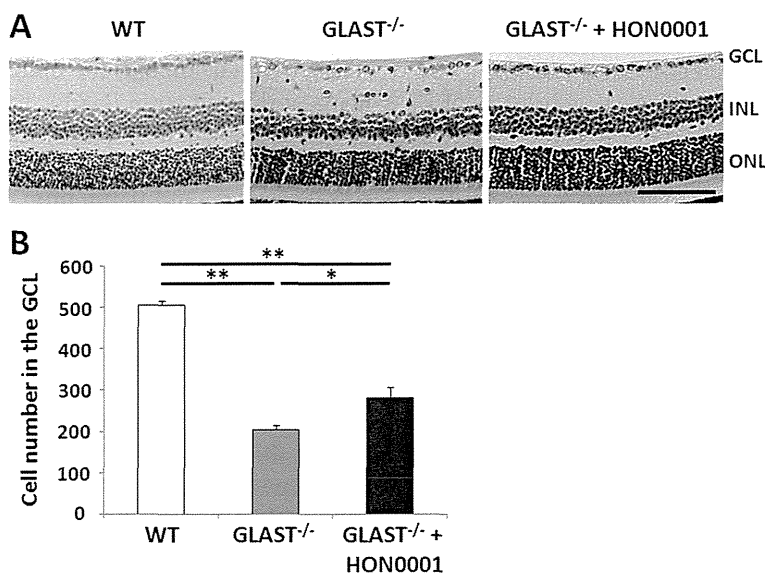 A
WT
GLAST-/-
GLAST-/- + HON0001
GCL
INL
ONL
B
Cell number in the GCL
600
500
400
300
200
100
0
**
**
*
WT
GLAST-/-
GLAST-/- +
HON0001